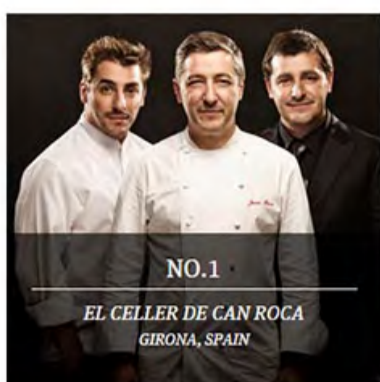 NO.1
EL CELLER DE CAN ROCA
GIRONA, SPAIN